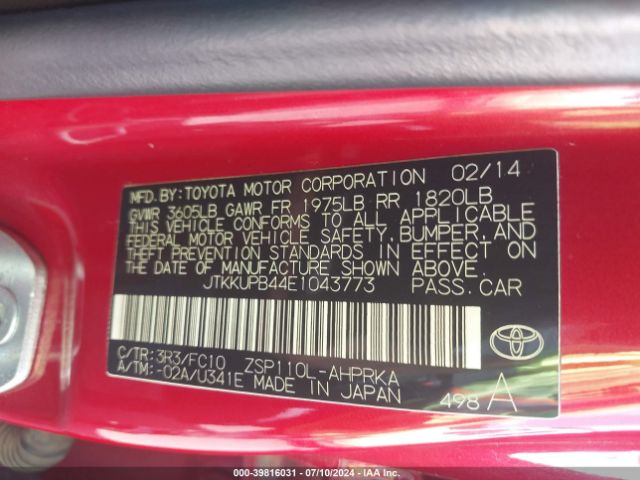 MFD.BY:TOYOTA MOTOR CORPORATION 02/14
GVWR 3605LB GAWR FR 1975LB RR 1820LB
THIS VEHICLE CONFORMS TO ALL APPLICABLE
FEDERAL MOTOR VEHICLE SAFETY, BUMPER, AND
THEFT PREVENTION STANDARDS IN EFFECT ON
THE DATE OF MANUFACTURE SHOWN ABOVE.
JTKKUPB44E1043773 PASS.CAR
C/TR:3R3/FC10 ZSP110L-AHPRKA
A/TM:-02A/U341E MADE IN JAPAN 498 A
000-39816031 - 07/10/2024 - IAA Inc.